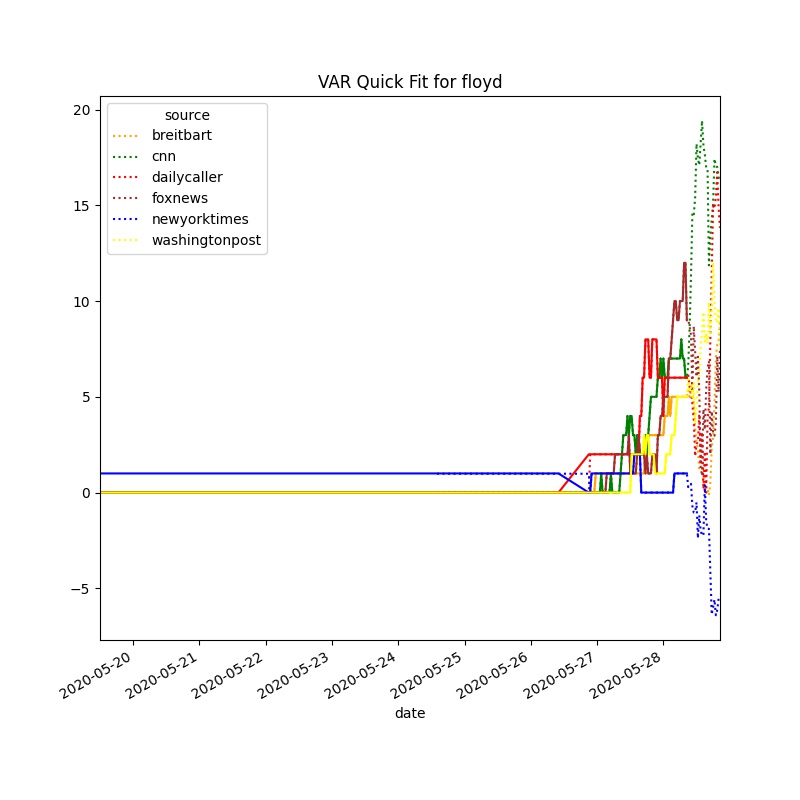 VAR Quick Fit for floyd
source
breitbart
cnn
dailycaller
foxnews
newyorktimes
washingtonpost
20
15
10
5
0
−5
2020-05-20
2020-05-21
2020-05-22
2020-05-23
2020-05-24
2020-05-25
2020-05-26
2020-05-27
2020-05-28
date